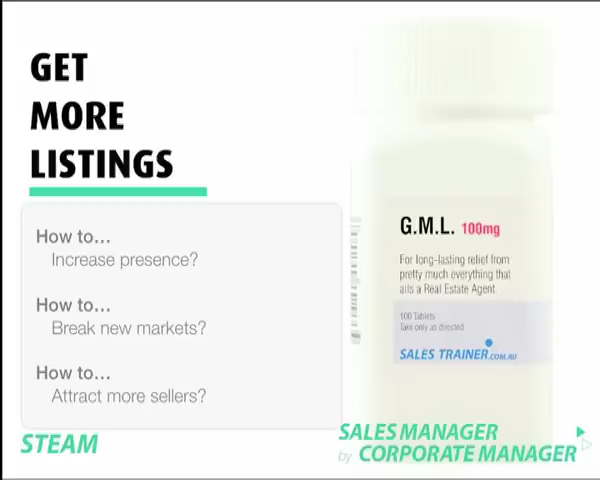 GET
MORE
LISTINGS
How to...
Increase presence?
How to...
Break new markets?
How to...
Attract more sellers?
STEAM
G.M.L. 100mg
For long-lasting relief from
pretty much everything that
ails a Real Estate Agent.
100 Tablets
Take only as directed
SALES TRAINER.COM.AU
SALES MANAGER
by CORPORATE MANAGER